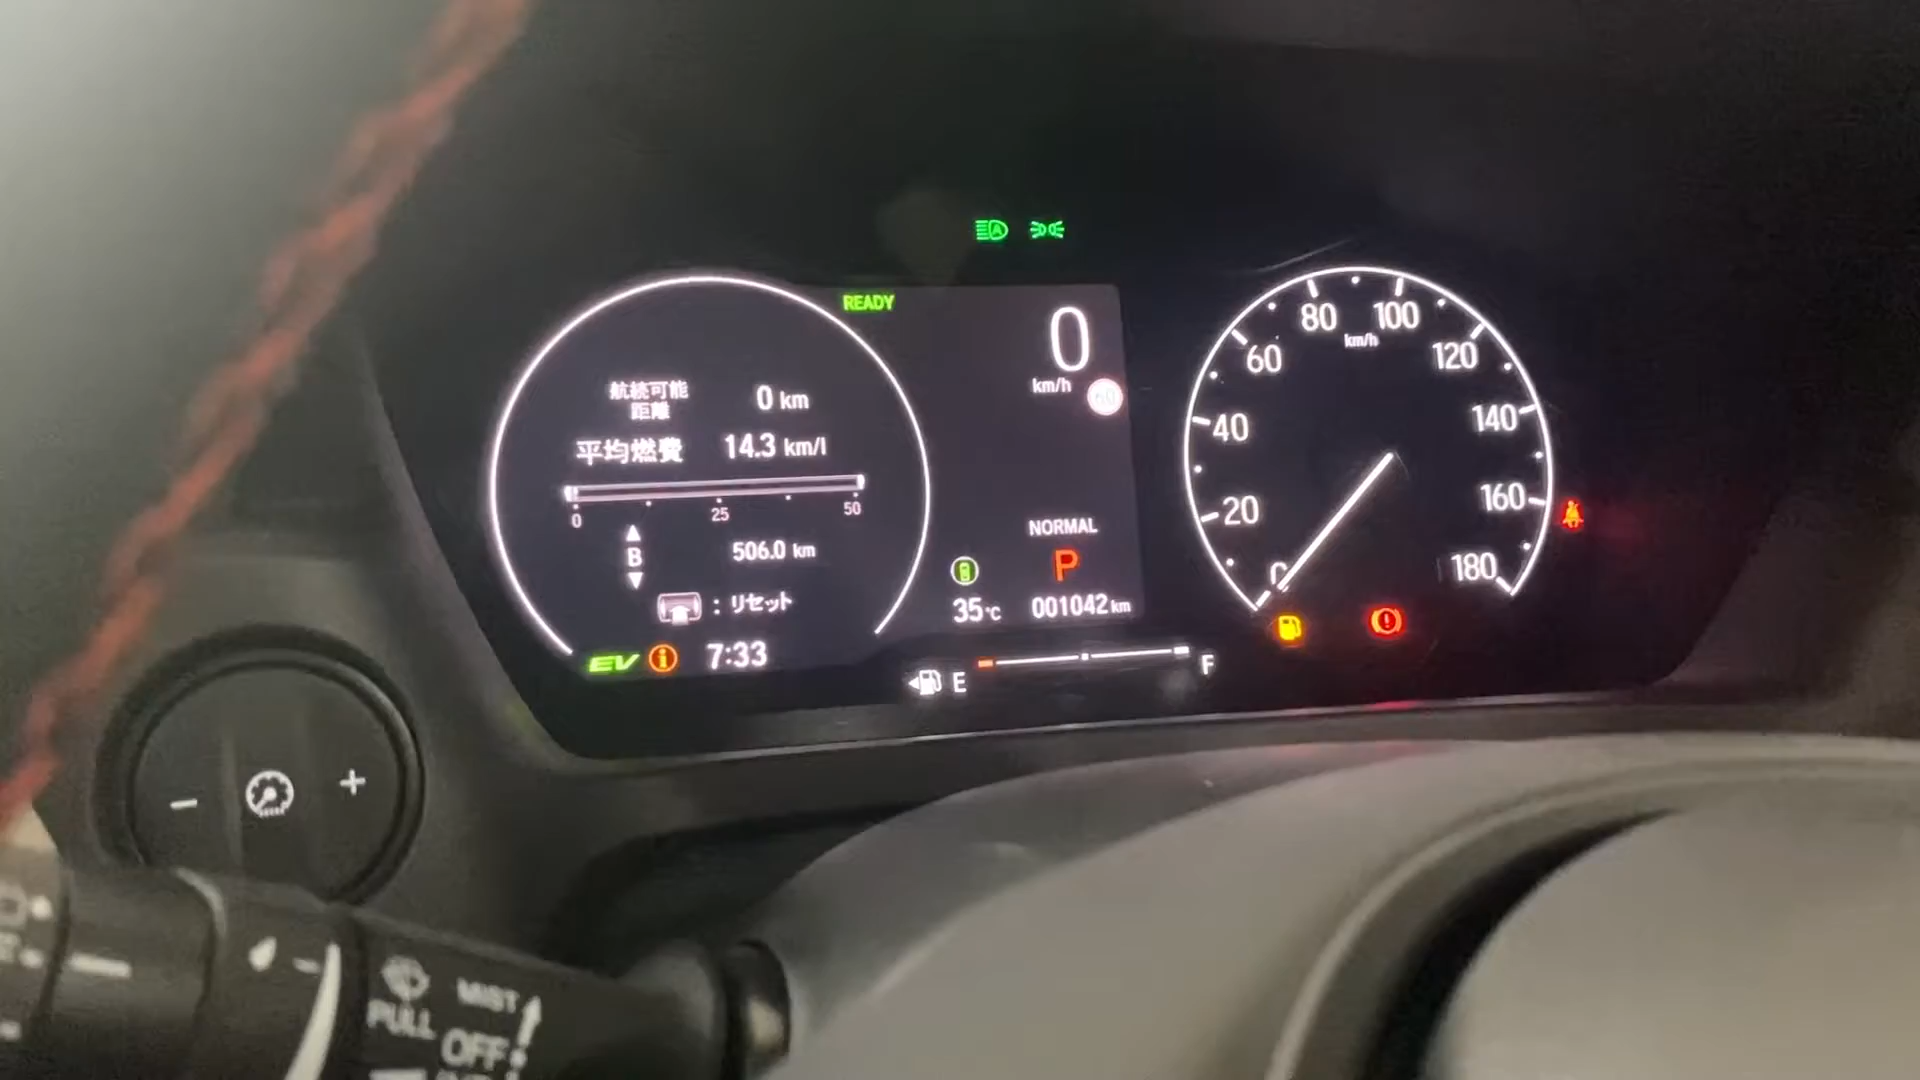 READY
0
km/h
60
航続可能
距離
0 km
平均燃費 14.3 km/l
0 25 50
B 506.0 km
: リセット
EV 7:33
NORMAL
P
35℃ 001042 km
E F
0 20 40 60 80 100 120 140 160 180
km/h
- +
PULL MIST
OFF